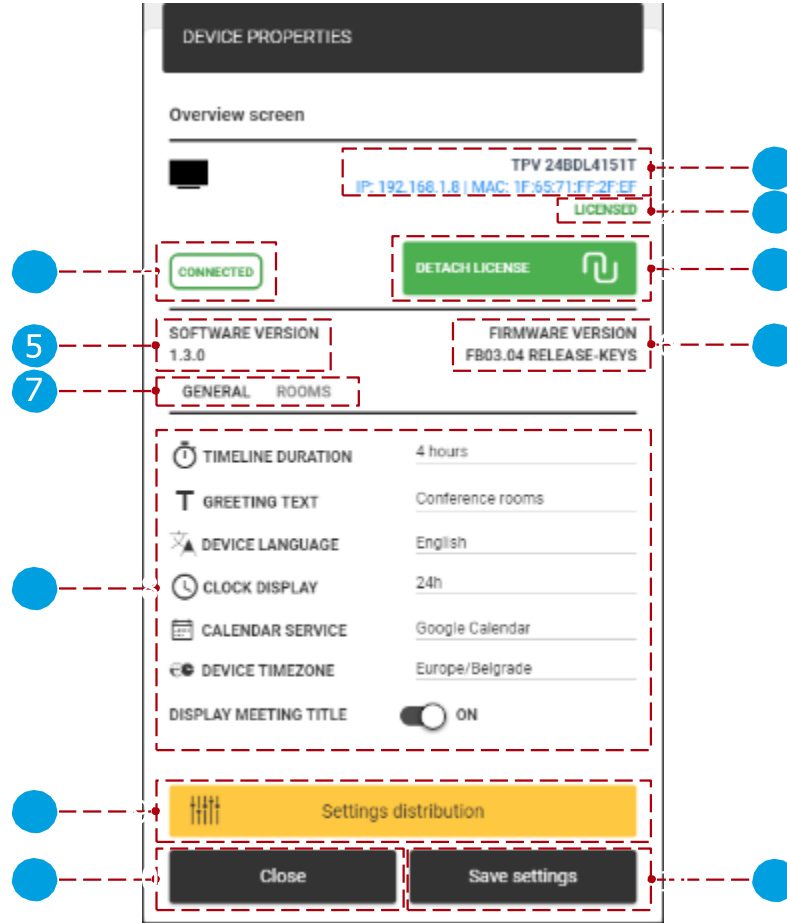 DEVICE PROPERTIES
Overview screen
TPV 24BDL4151T
IP: 192.168.1.8 | MAC: 1F:65:71:FF:2F:EF
LICENSED
CONNECTED
DETACH LICENSE
5
SOFTWARE VERSION
1.3.0
FIRMWARE VERSION
FB03.04 RELEASE-KEYS
7
GENERAL ROOMS
TIMELINE DURATION 4 hours
GREETING TEXT Conference rooms
DEVICE LANGUAGE English
CLOCK DISPLAY 24h
CALENDAR SERVICE Google Calendar
DEVICE TIMEZONE Europe/Belgrade
DISPLAY MEETING TITLE ON
Settings distribution
Close Save settings